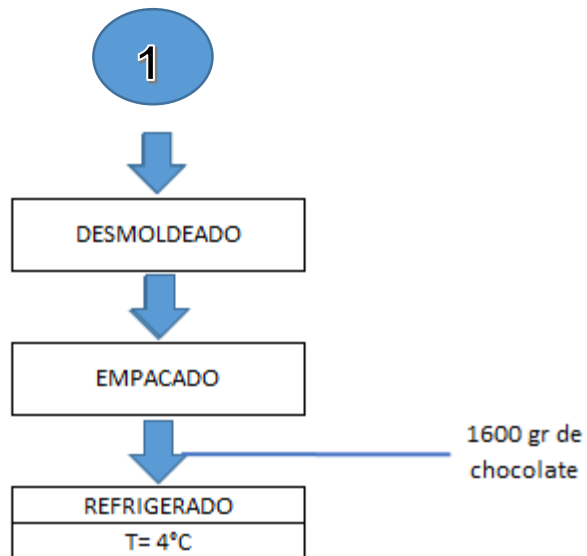 1
DESMOLDEADO
EMPACADO
1600 gr de
chocolate
REFRIGERADO
T= 4°C